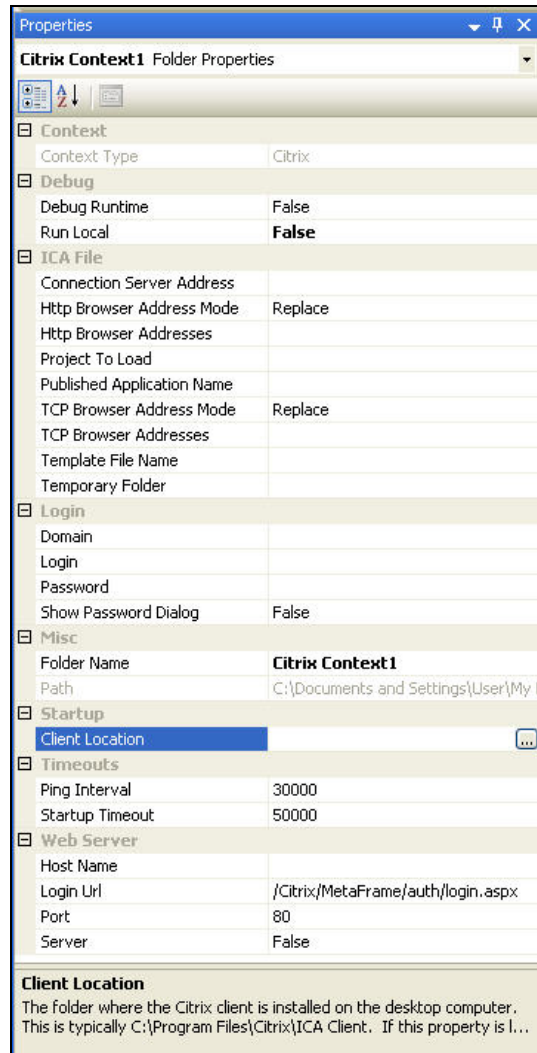 Properties
Citrix Context1 Folder Properties
Context
Context Type Citrix
Debug
Debug Runtime False
Run Local False
ICA File
Connection Server Address
Http Browser Address Mode Replace
Http Browser Addresses
Project To Load
Published Application Name
TCP Browser Address Mode Replace
TCP Browser Addresses
Template File Name
Temporary Folder
Login
Domain
Login
Password
Show Password Dialog False
Misc
Folder Name Citrix Context1
Path C:\Documents and Settings\User\My
Startup
Client Location ...
Timeouts
Ping Interval 30000
Startup Timeout 50000
Web Server
Host Name
Login Url /Citrix/MetaFrame/auth/login.aspx
Port 80
Server False
Client Location
The folder where the Citrix client is installed on the desktop computer.
This is typically C:\Program Files\Citrix\ICA Client. If this property is l...